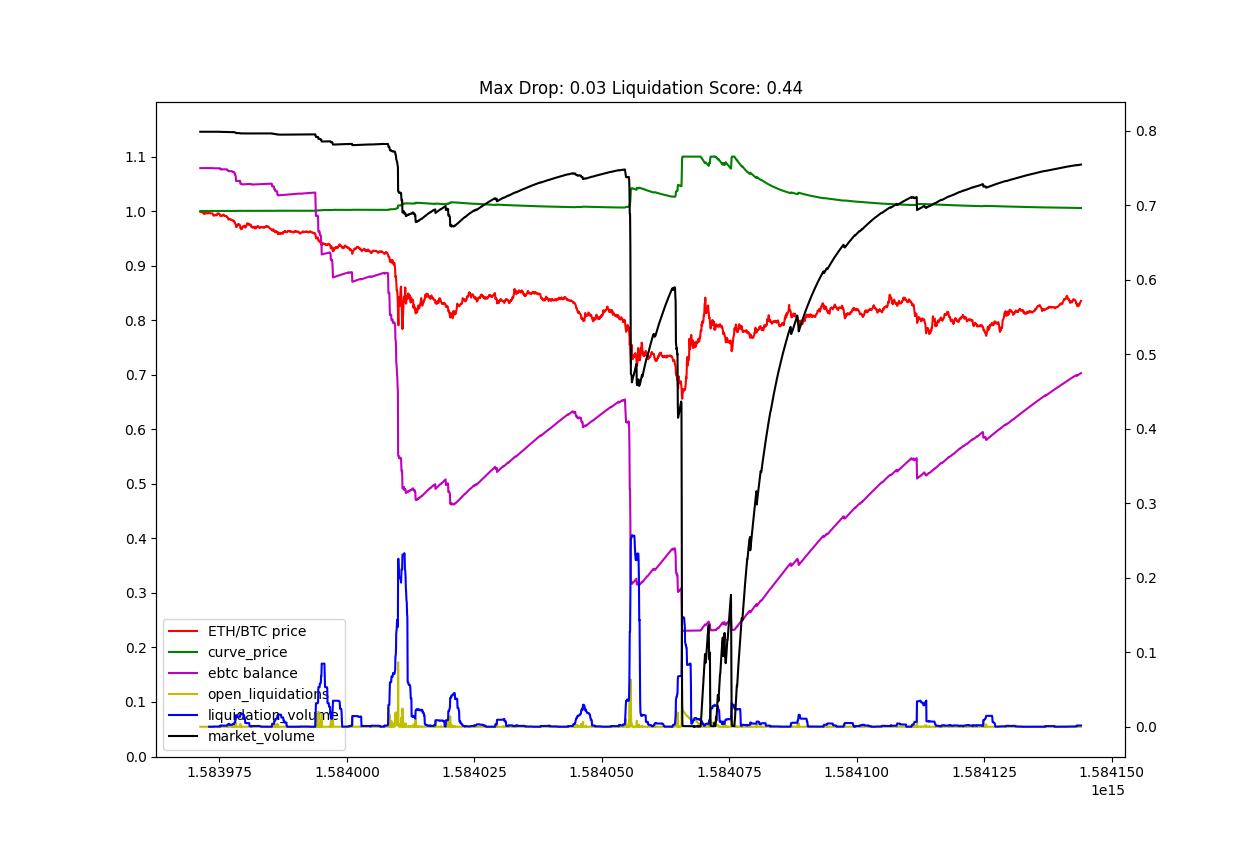 Max Drop: 0.03 Liquidation Score: 0.44
1.1
1.0
0.9
0.8
0.7
0.6
0.5
0.4
0.3
0.2
0.1
0.0
0.8
0.7
0.6
0.5
0.4
0.3
0.2
0.1
0.0
ETH/BTC price
curve_price
ebtc balance
open_liquidations
liquidation_volume
market_volume
1.583975 1.584000 1.584025 1.584050 1.584075 1.584100 1.584125 1.584150
1e15